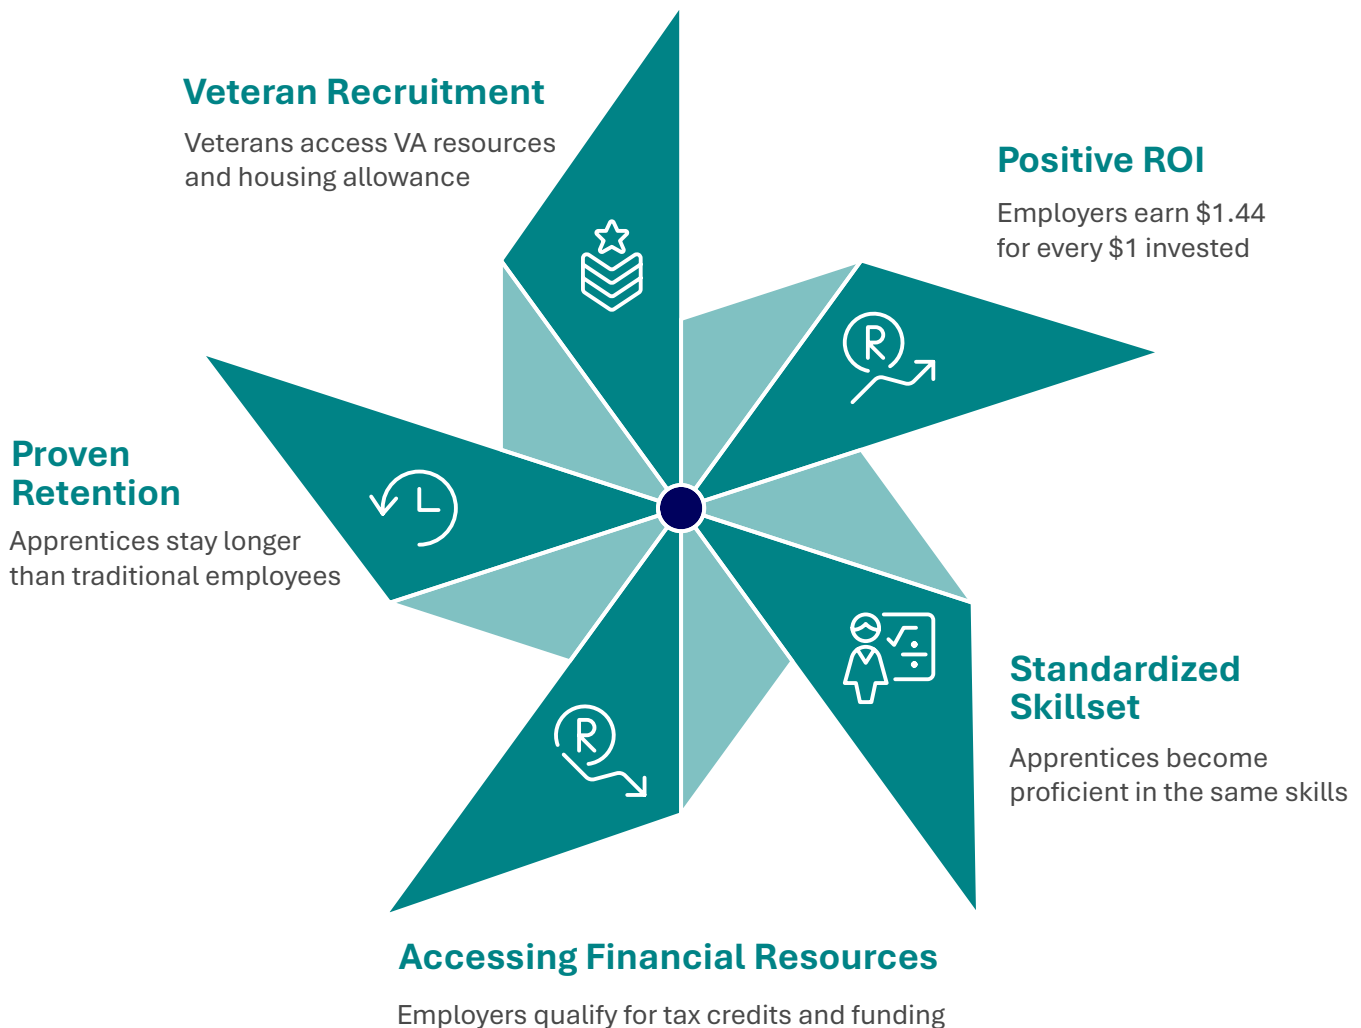 Veteran Recruitment
Veterans access VA resources
and housing allowance
Positive ROI
Employers earn $1.44
for every $1 invested
R
Proven
Retention
Apprentices stay longer
than traditional employees
Standardized
Skillset
Apprentices become
proficient in the same skills
R
Accessing Financial Resources
Employers qualify for tax credits and funding